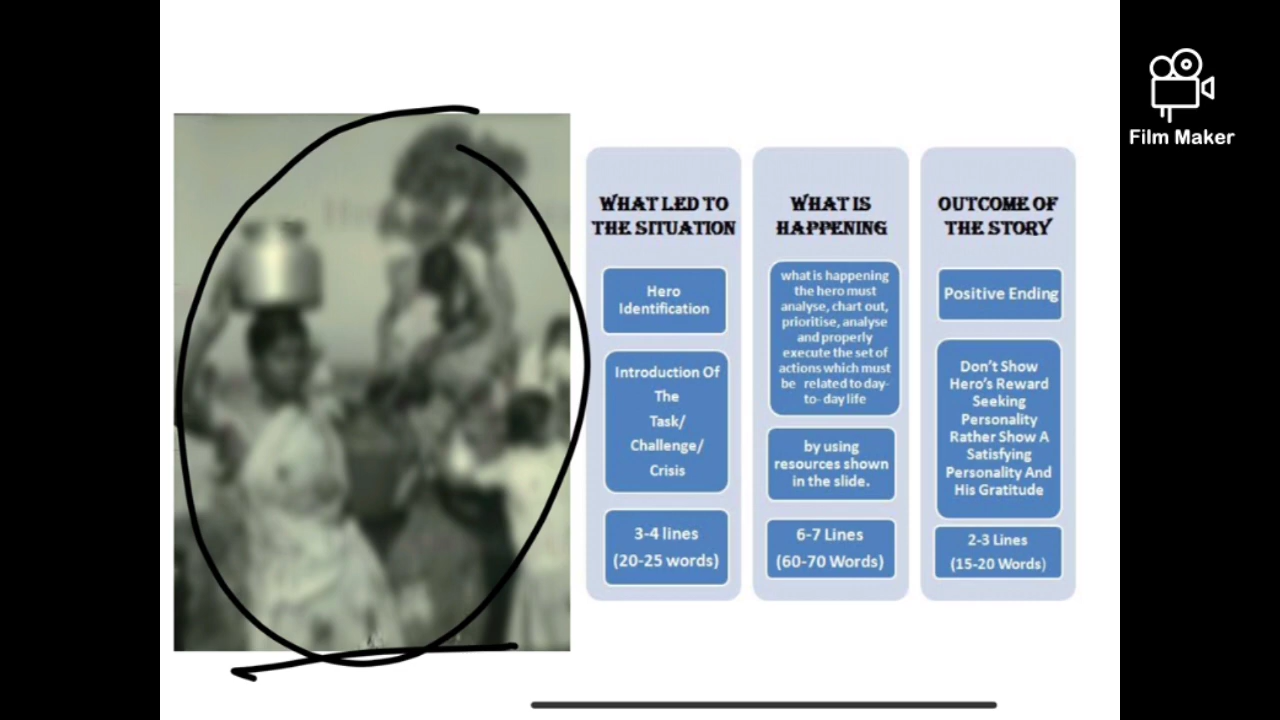 Film Maker
WHAT LED TO
THE SITUATION
Hero
Identification
Introduction Of
The
Task/
Challenge/
Crisis
3-4 lines
(20-25 words)
WHAT IS
HAPPENING
what is happening
the hero must
analyse, chart out,
prioritise, analyse
and properly
execute the set of
actions which must
be related to day-
to- day life
by using
resources shown
in the slide.
6-7 Lines
(60-70 Words)
OUTCOME OF
THE STORY
Positive Ending
Don't Show
Hero's Reward
Seeking
Personality
Rather Show A
Satisfying
Personality And
His Gratitude
2-3 Lines
(15-20 Words)